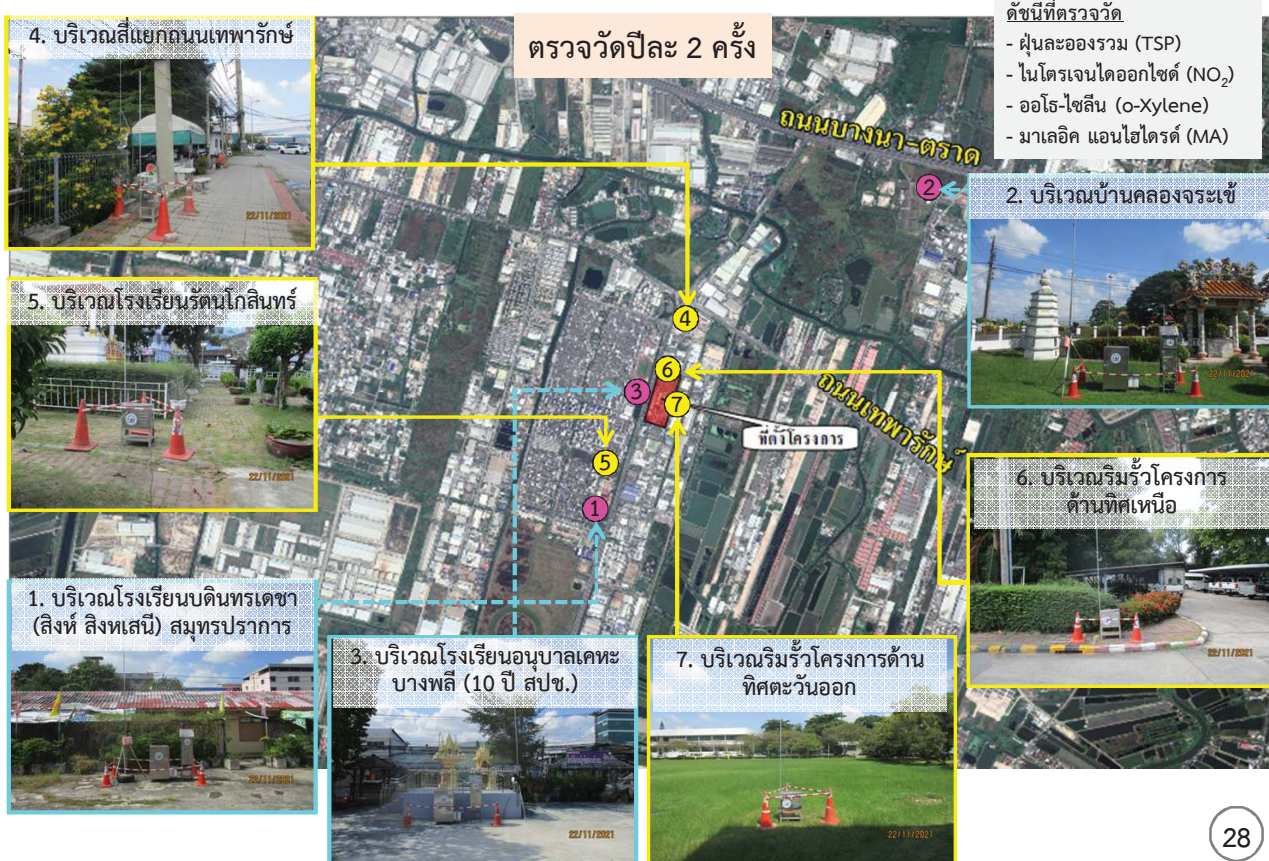 4. บริเวณสี่แยกถนนเทพารักษ์
22/11/2021
ตรวจวัดปีละ 2 ครั้ง
ดัชนีที่ตรวจวัด
- ฝุ่นละอองรวม (TSP)
- ไนโตรเจนไดออกไซด์ (NO2)
- ออโธ-ไซลีน (o-Xylene)
- มาเลอิค แอนไฮไดรด์ (MA)
ถนนบางนา-ตราด
2
2. บริเวณบ้านคลองจระเข้
22/11/2021
5. บริเวณโรงเรียนรัตนโกสินทร์
22/11/2021
4
6
3
7
5
1
ถนนเทพารักษ์
ที่ตั้งโครงการ
6. บริเวณริมรั้วโครงการ
ด้านทิศเหนือ
22/11/2021
1. บริเวณโรงเรียนบดินทรเดชา
(สิงห์ สิงหเสนี) สมุทรปราการ
22/11/2021
3. บริเวณโรงเรียนอนุบาลเคหะ
บางพลี (10 ปี สปช.)
22/11/2021
7. บริเวณริมรั้วโครงการด้าน
ทิศตะวันออก
22/11/2021
28